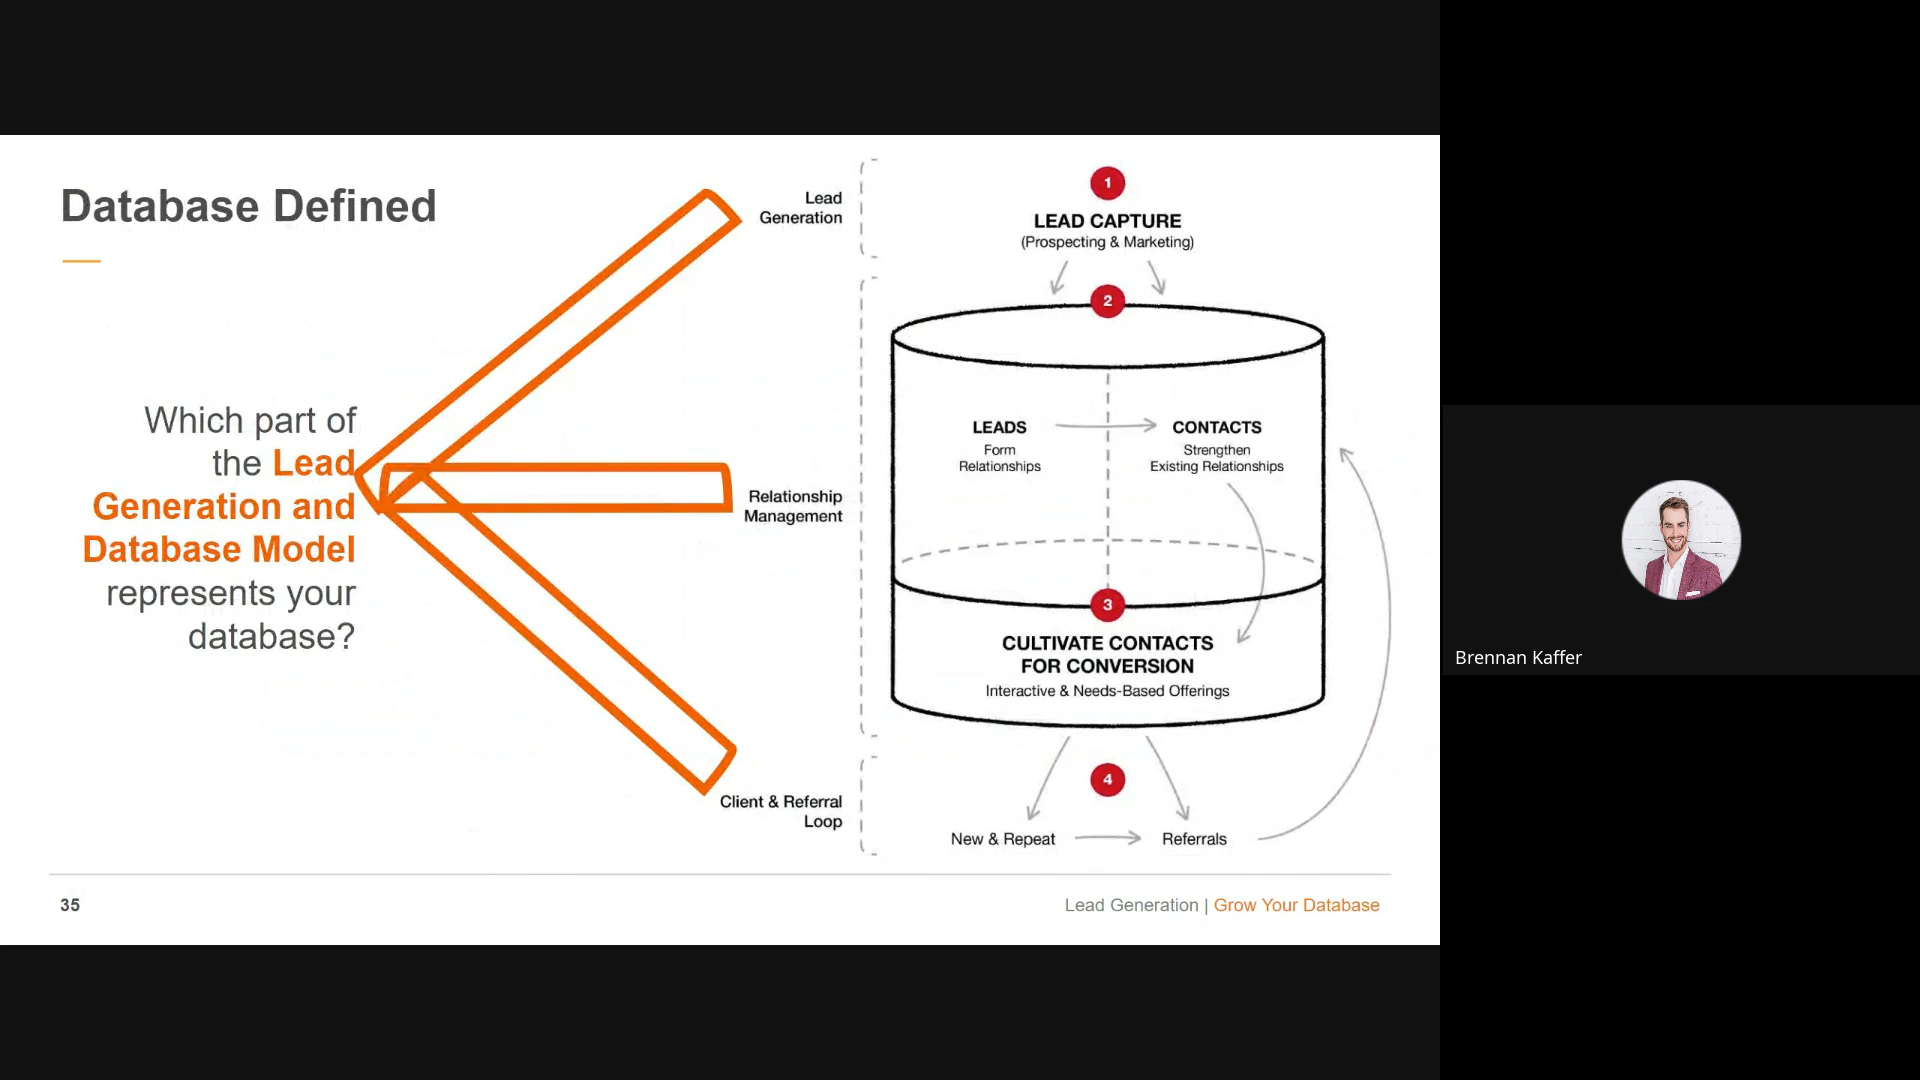 Database Defined
Which part of
the Lead
Generation and
Database Model
represents your
database?
Lead
Generation
Relationship
Management
Client & Referral
Loop
1
LEAD CAPTURE
(Prospecting & Marketing)
2
LEADS
Form
Relationships
CONTACTS
Strengthen
Existing Relationships
3
CULTIVATE CONTACTS
FOR CONVERSION
Interactive & Needs-Based Offerings
4
New & Repeat
Referrals
35
Lead Generation | Grow Your Database
Brennan Kaffer